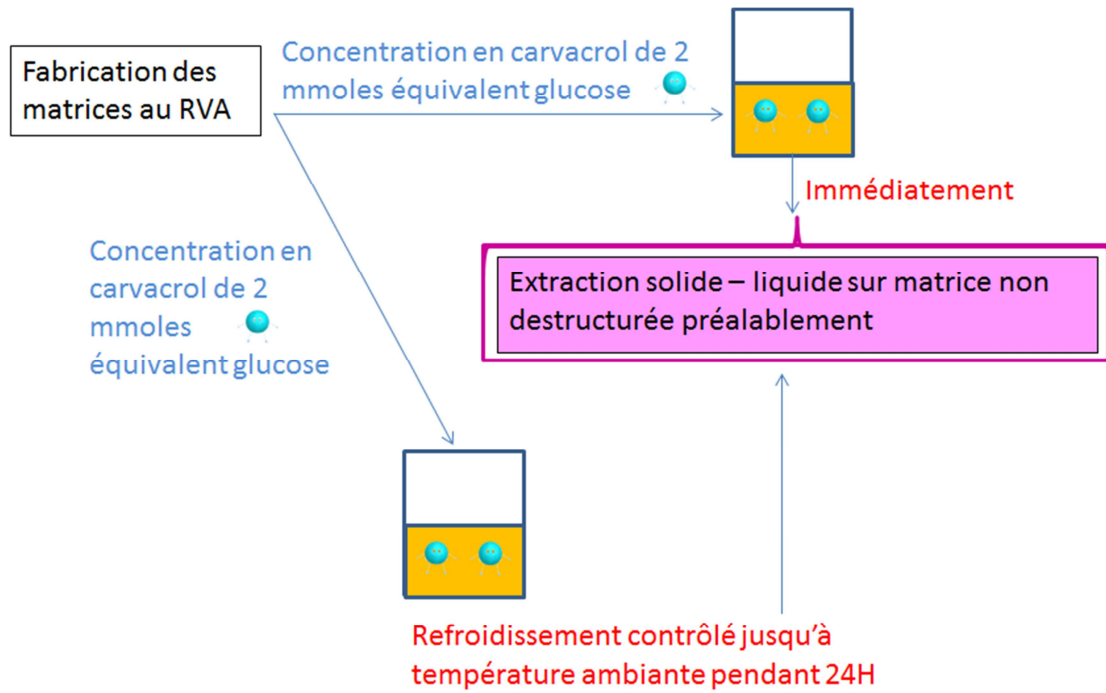 Fabrication des
matrices au RVA
Concentration en carvacrol de 2
mmoles équivalent glucose
Immédiatement
Concentration en
carvacrol de 2
mmoles
équivalent glucose
Extraction solide – liquide sur matrice non
destructurée préalablement
Refroidissement contrôlé jusqu'à
température ambiante pendant 24H